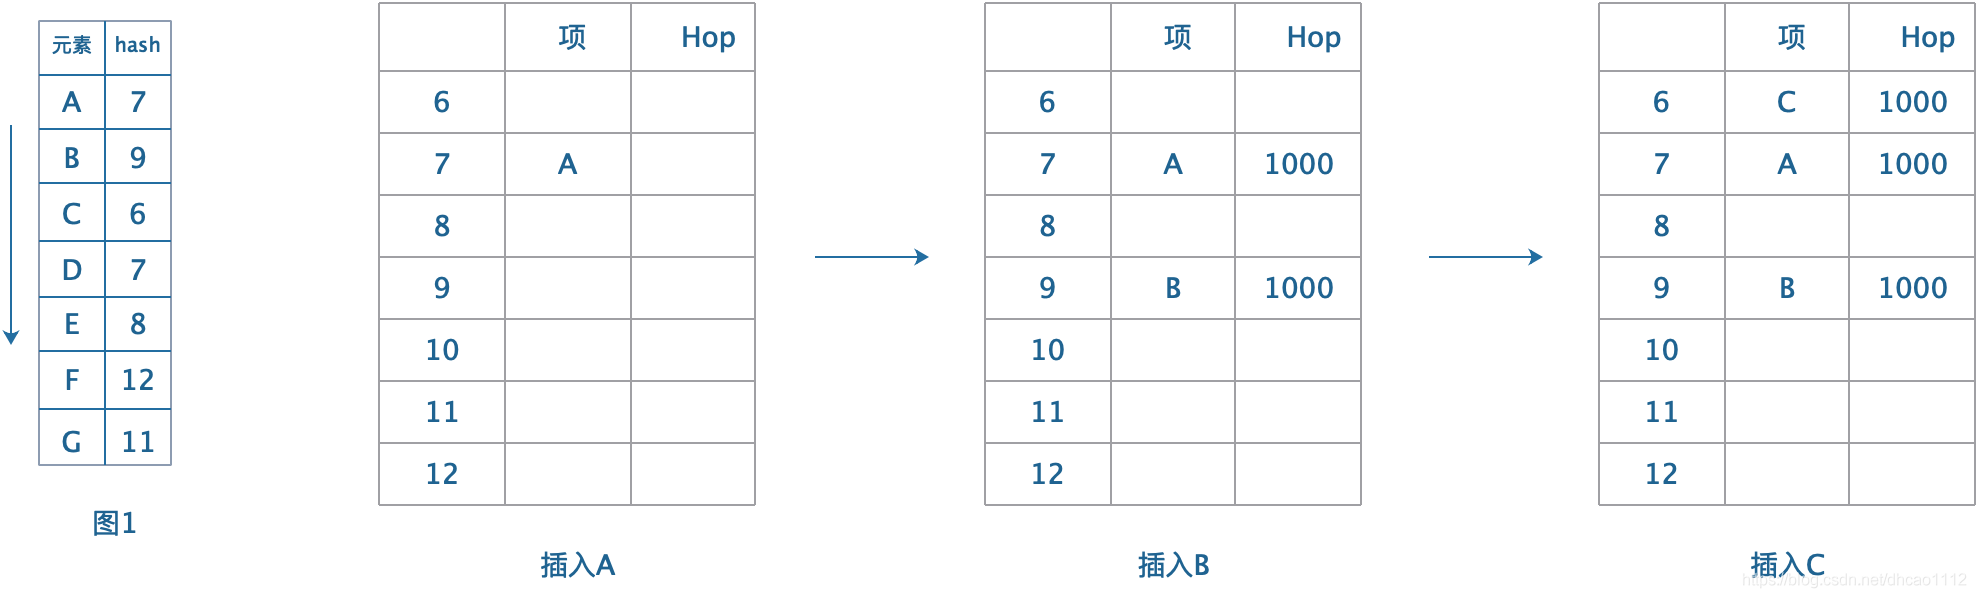 元素 hash
A 7
B 9
C 6
D 7
E 8
F 12
G 11
图1
项 Hop
6
7 A
8
9
10
11
12
插入A
项 Hop
6
7 A 1000
8
9 B 1000
10
11
12
插入B
项 Hop
6 C 1000
7 A 1000
8
9 B 1000
10
11
12
插入C
https://blog.csdn.net/dhcao1112